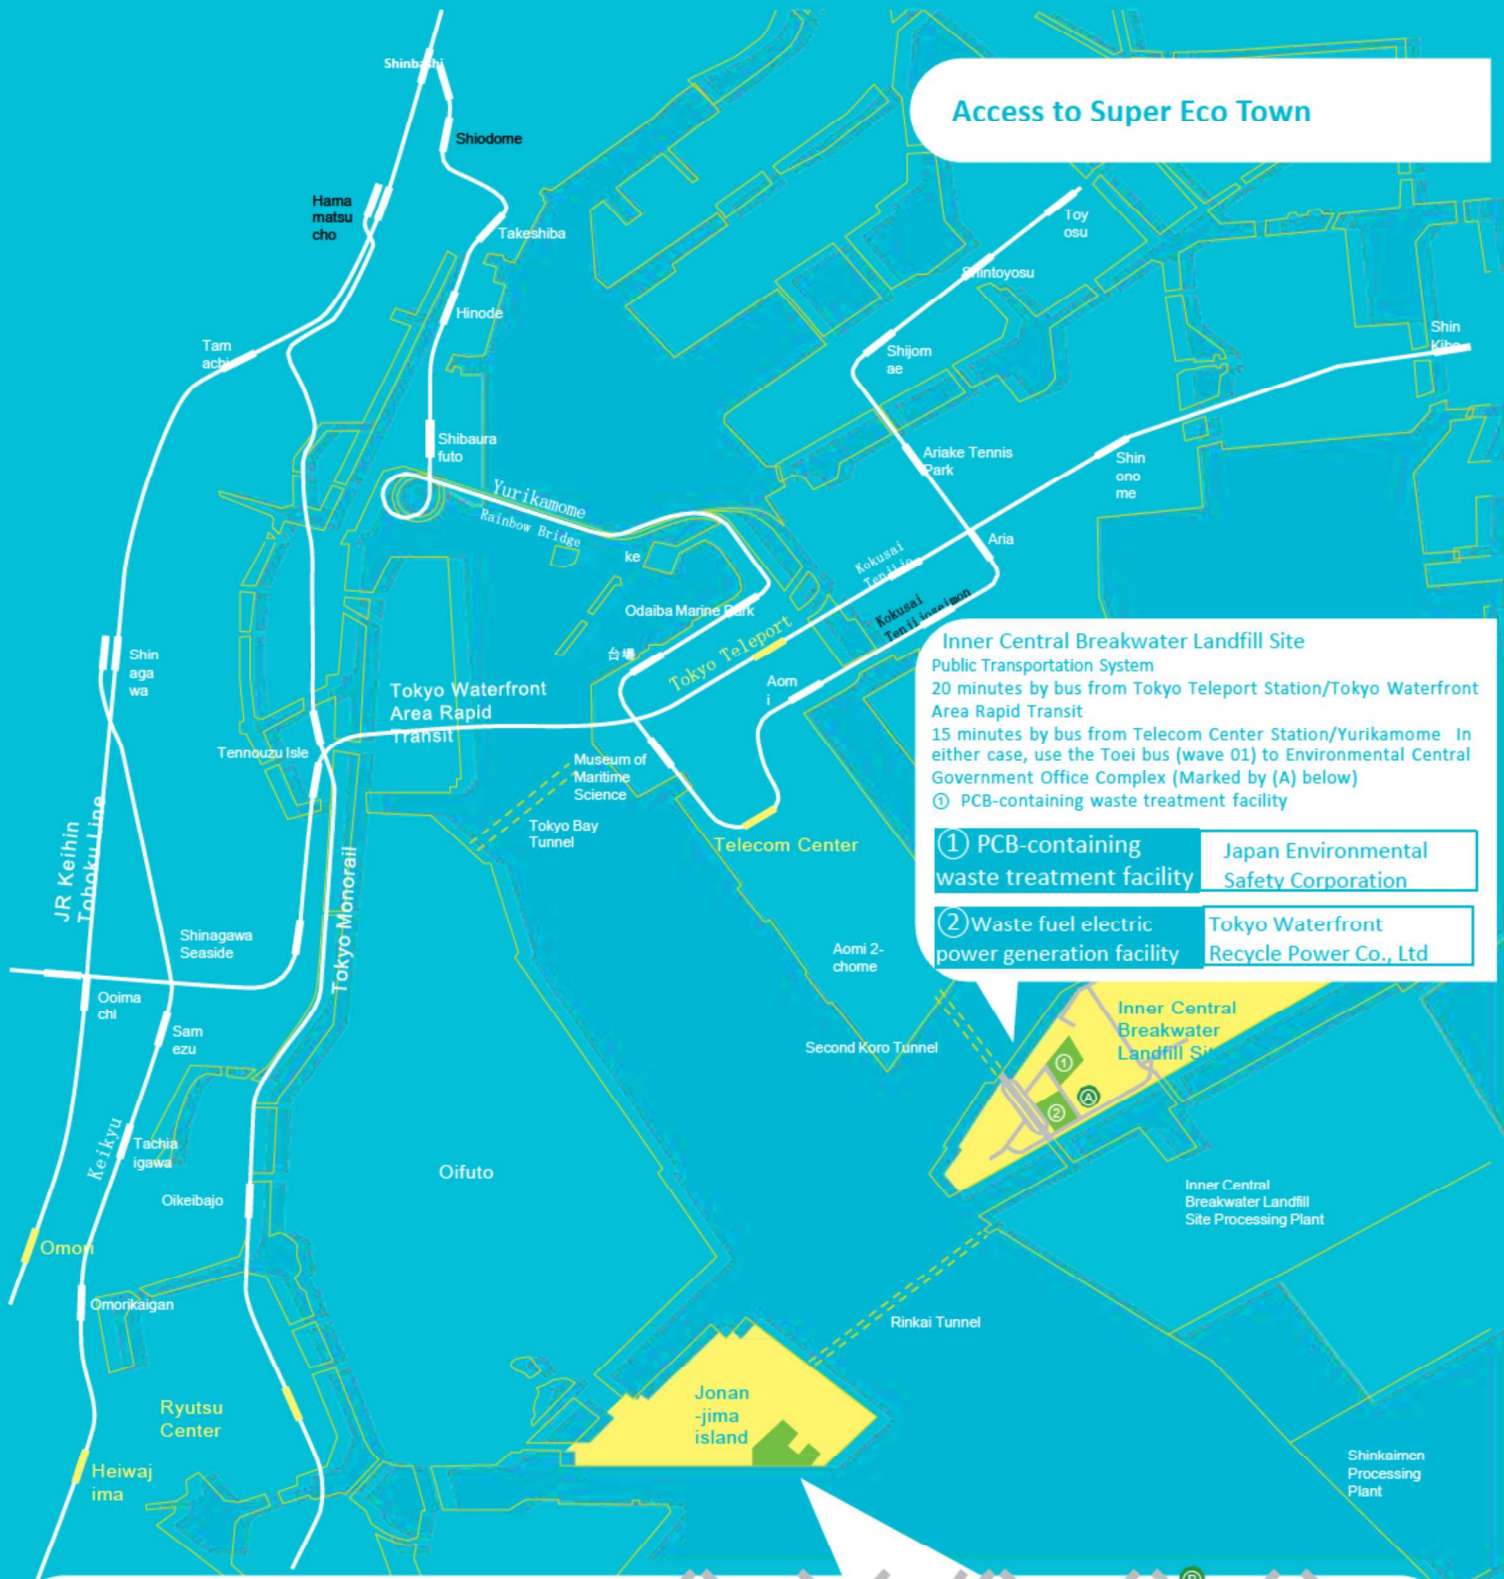 Access to Super Eco Town
Shinbashi
Shiodome
Hama
matsu
cho
Takeshiba
Hinode
Tam
achi
Shibaura
futo
Toy
osu
Shintoyosu
Shijom
ae
Shin
Ariake Tennis
Park
Shin
ono
me
Yurikamome
Rainbow Bridge
ke
Aria
Kokusai
Kokusai
Tenjijoseimon
Odaiba Marine Park
台場
Tokyo Teleport
Aom
i
Shin
aga
wa
Tokyo Waterfront
Area Rapid
Transit
Tennouzu Isle
Museum of
Maritime
Science
Tokyo Bay
Tunnel
Telecom Center
JR Keihin
Tohoku Line
Tokyo Monorail
Shinagawa
Seaside
Inner Central Breakwater Landfill Site
Public Transportation System
20 minutes by bus from Tokyo Teleport Station/Tokyo Waterfront
Area Rapid Transit
15 minutes by bus from Telecom Center Station/Yurikamome In
either case, use the Toei bus (wave 01) to Environmental Central
Government Office Complex (Marked by (A) below)
① PCB-containing waste treatment facility
① PCB-containing
waste treatment facility
Japan Environmental
Safety Corporation
② Waste fuel electric
power generation facility
Tokyo Waterfront
Recycle Power Co., Ltd
Aomi 2-
chome
Ooima
chi
Sam
ezu
Second Koro Tunnel
Inner Central
Breakwater
Landfill Site
①
②
Ⓐ
Keikyu
Tachia
igawa
Oikeibajo
Oifuto
Inner Central
Breakwater Landfill
Site Processing Plant
Omori
Omorikaigan
Rinkai Tunnel
Ryutsu
Center
Jonan
-jima
island
Heiwaj
ima
Shinkaimen
Processing
Plant
Ⓑ